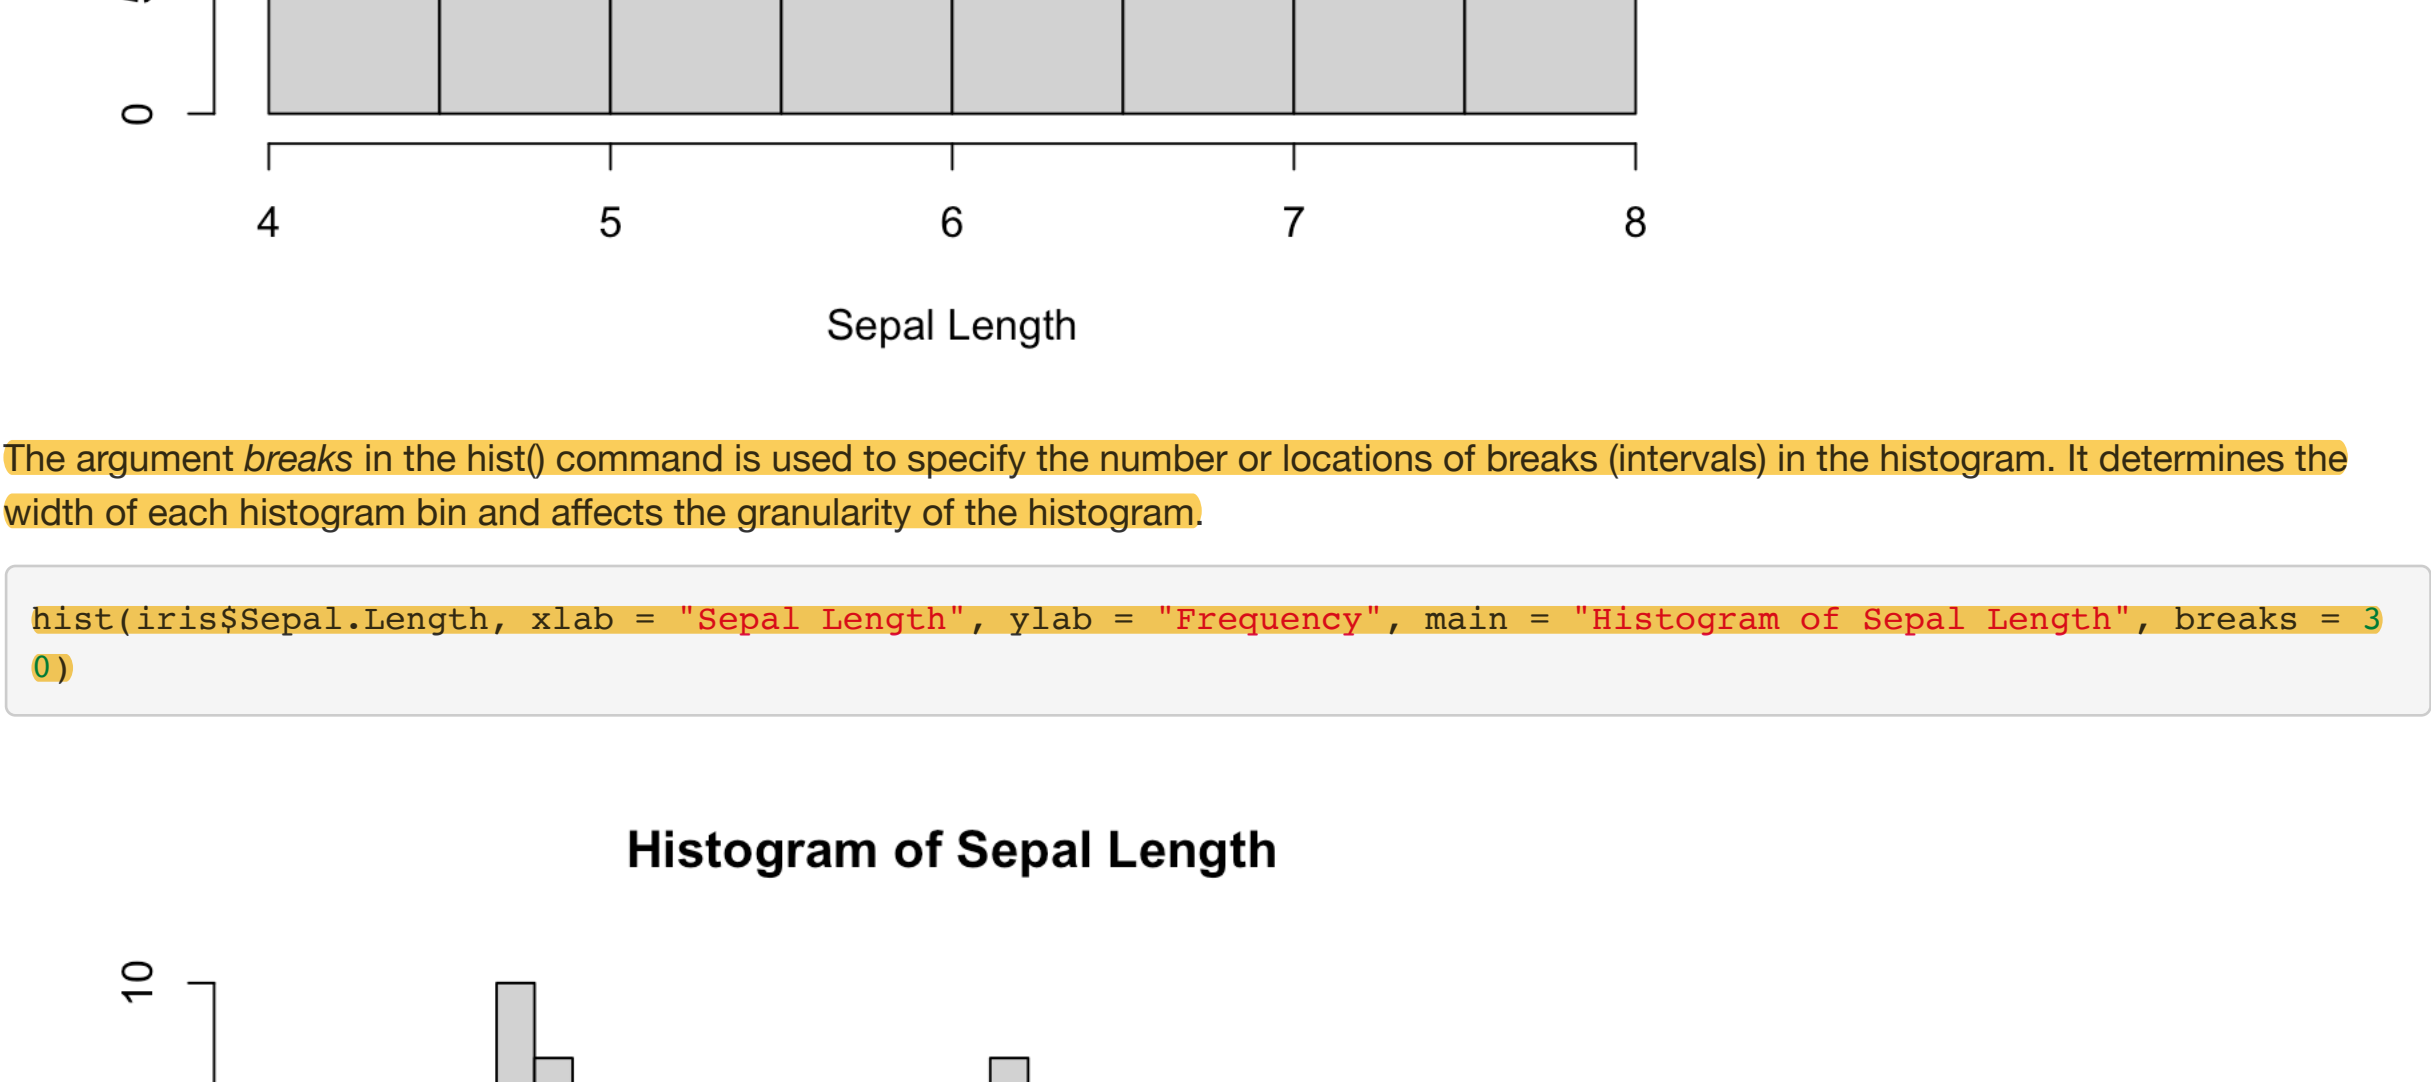 0
4 5 6 7 8
Sepal Length
The argument breaks in the hist() command is used to specify the number or locations of breaks (intervals) in the histogram. It determines the
width of each histogram bin and affects the granularity of the histogram.
hist(iris$Sepal.Length, xlab = "Sepal Length", ylab = "Frequency", main = "Histogram of Sepal Length", breaks = 3
0)
Histogram of Sepal Length
10